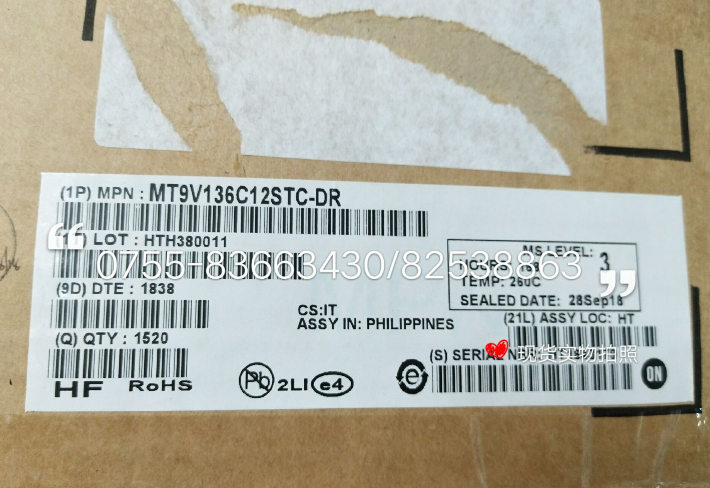 (1P) MPN : MT9V136C12STC-DR
LOT : HTH380011
0755-83663430/82538863
MS LEVEL: 3
TEMP: 260C
SEALED DATE: 28Sep18
(9D) DTE : 1838
CS:IT
ASSY IN: PHILIPPINES
(21L) ASSY LOC: HT
(Q) QTY : 1520
(S) SERIAL
现货实物拍照
HF RoHS
Pb 2LI e4
e
ON